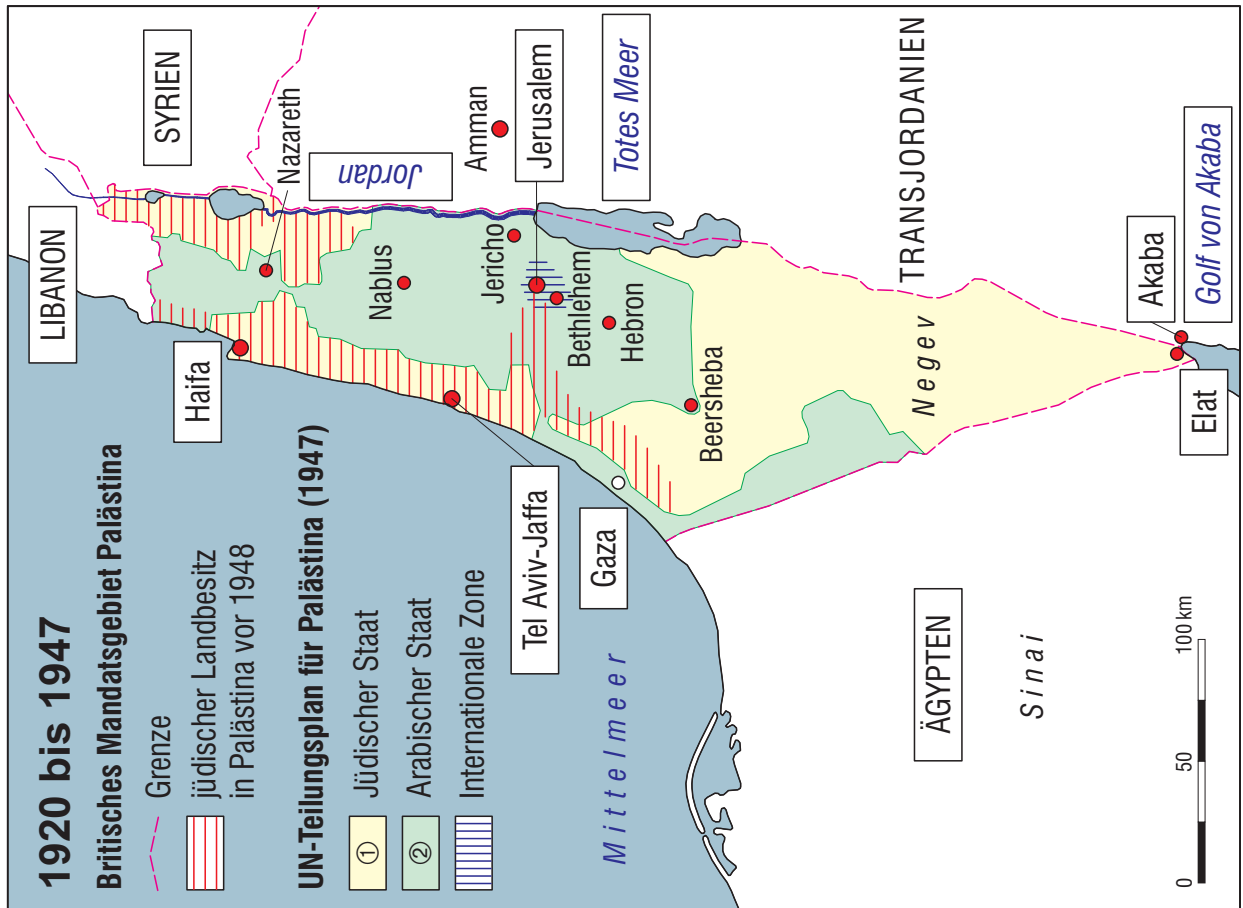 1920 bis 1947
Britisches Mandatsgebiet Palästina
Grenze
jüdischer Landbesitz
in Palästina vor 1948
UN-Teilungsplan für Palästina (1947)
① Jüdischer Staat
② Arabischer Staat
Internationale Zone
Mittelmeer
LIBANON
SYRIEN
Haifa
Nazareth
Jordan
Nablus
Amman
Tel Aviv-Jaffa
Jericho
Jerusalem
Bethlehem
Totes Meer
Gaza
Hebron
Beersheba
Negev
TRANSJORDANIEN
ÄGYPTEN
Sinai
Elat
Akaba
Golf von Akaba
0 50 100 km